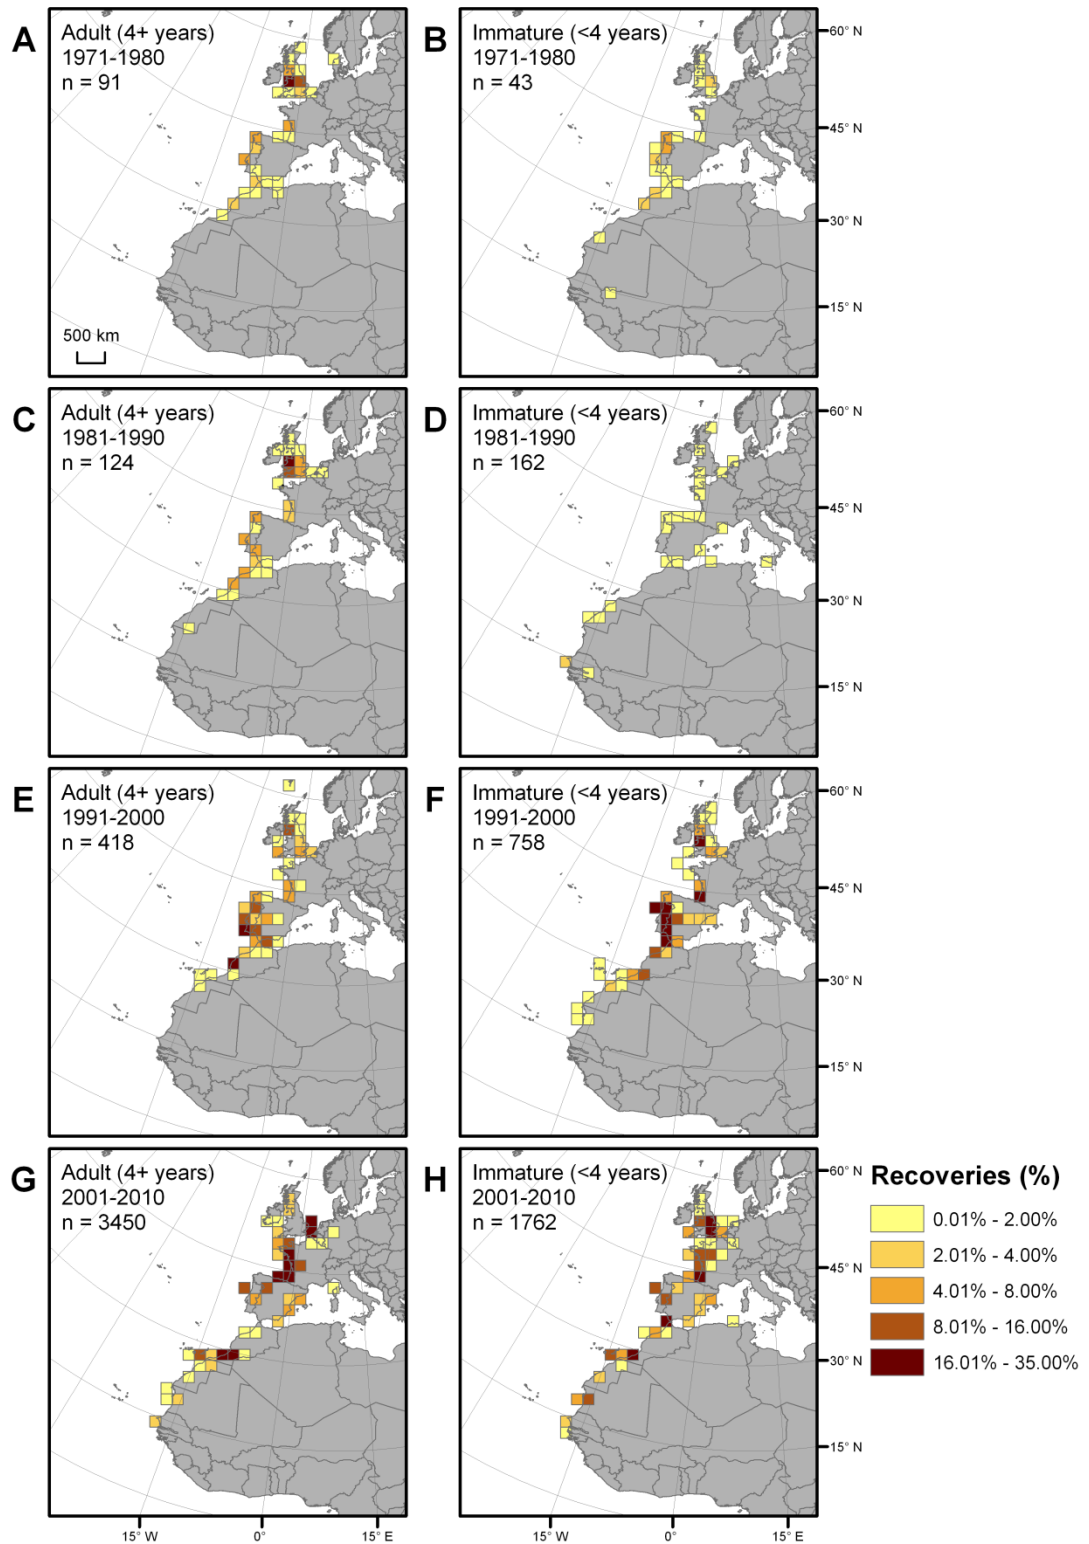 A
Adult (4+ years)
1971-1980
n = 91
500 km
B
Immature (<4 years)
1971-1980
n = 43
60° N
45° N
30° N
15° N
C
Adult (4+ years)
1981-1990
n = 124
D
Immature (<4 years)
1981-1990
n = 162
60° N
45° N
30° N
15° N
E
Adult (4+ years)
1991-2000
n = 418
F
Immature (<4 years)
1991-2000
n = 758
60° N
45° N
30° N
15° N
G
Adult (4+ years)
2001-2010
n = 3450
H
Immature (<4 years)
2001-2010
n = 1762
60° N
45° N
30° N
15° N
15° W
0°
15° E
15° W
0°
15° E
Recoveries (%)
0.01% - 2.00%
2.01% - 4.00%
4.01% - 8.00%
8.01% - 16.00%
16.01% - 35.00%